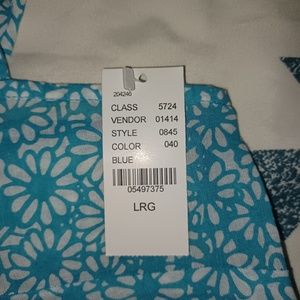 204246
CLASS 5724
VENDOR 01414
STYLE 0845
COLOR 040
BLUE
05497375
LRG